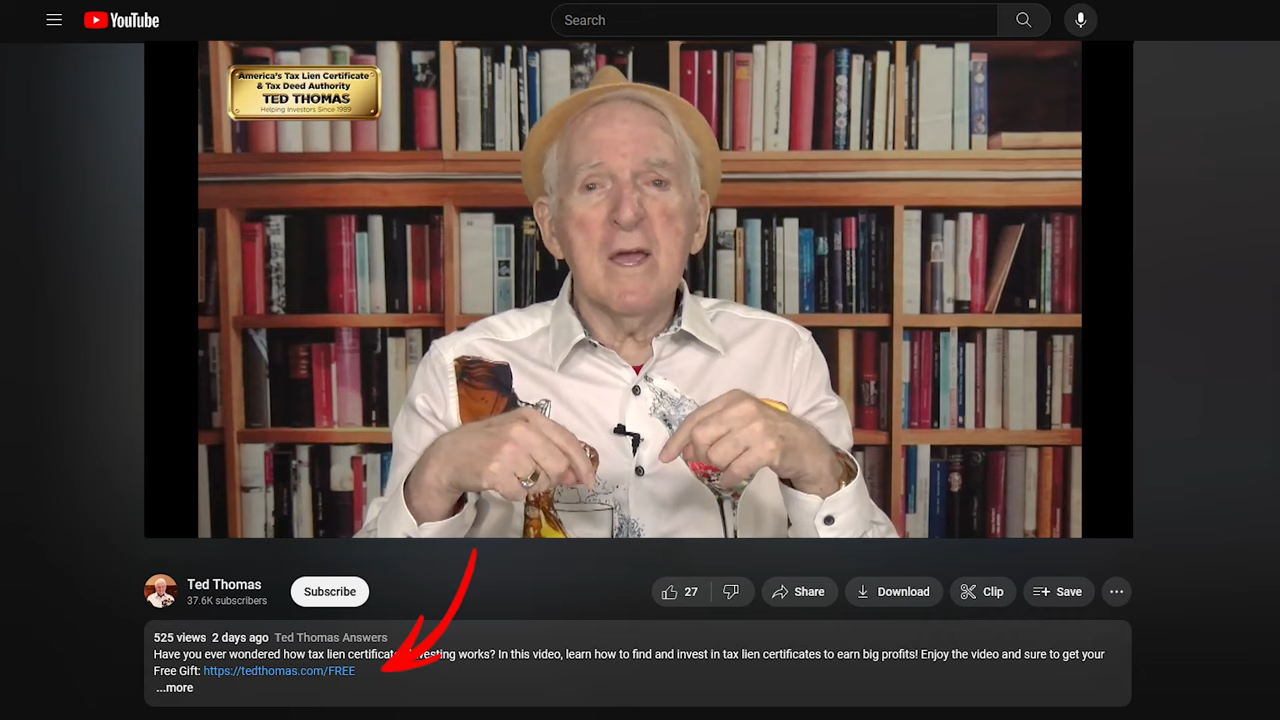 YouTube
Search
America's Tax Lien Certificate
& Tax Deed Authority
TED THOMAS
Helping Investors Since 1989
Ted Thomas
37.6K subscribers
Subscribe
27
Share
Download
Clip
Save
525 views 2 days ago Ted Thomas Answers
Have you ever wondered how tax lien certificate works? In this video, learn how to find and invest in tax lien certificates to earn big profits! Enjoy the video and sure to get your
Free Gift: https://tedthomas.com/FREE
...more